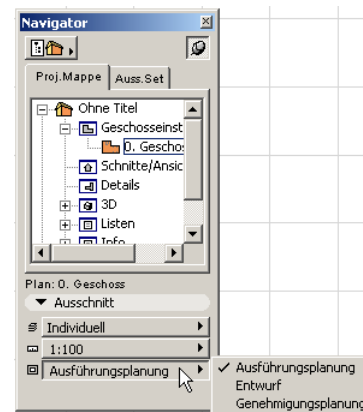 Navigator
Proj.Mappe Auss.Set
Ohne Titel
Geschosseinst
0. Geschos
Schnitte/Ansic
Details
3D
Listen
Info
Plan: 0. Geschoss
Ausschnitt
Individuell
1:100
Ausführungsplanung
Ausführungsplanung
Entwurf
Genehmigungsplanung